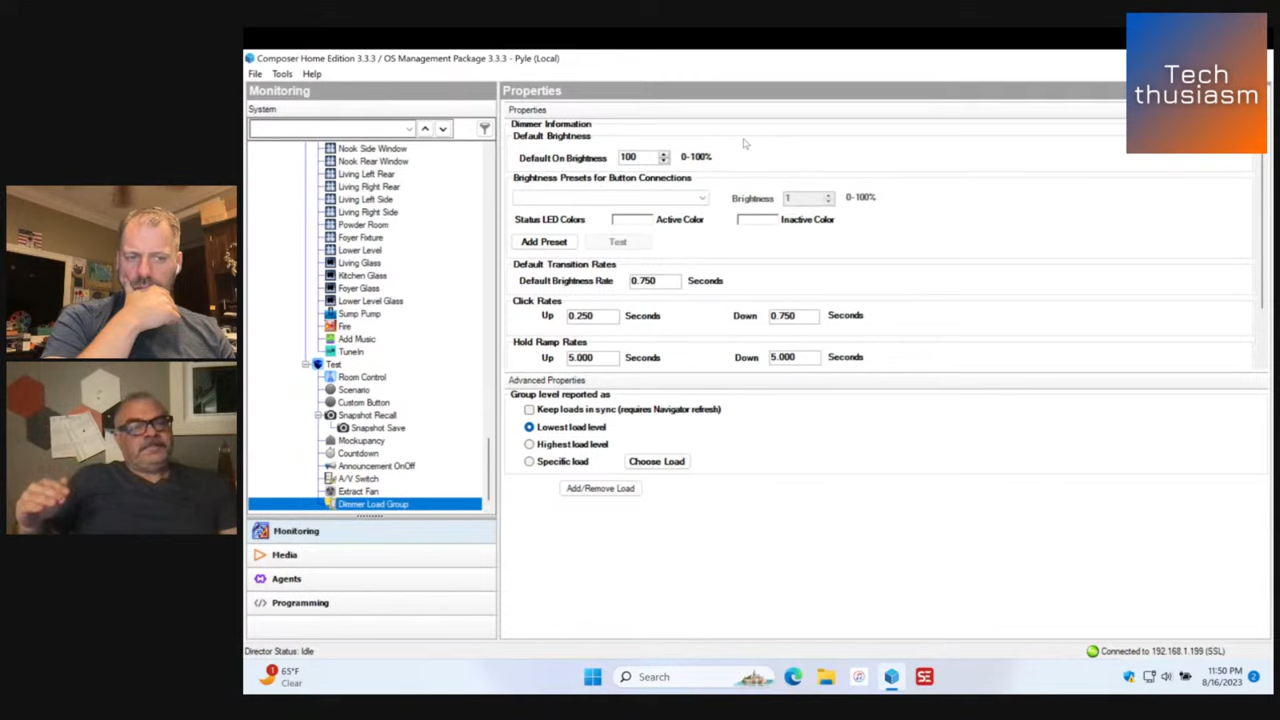 Composer Home Edition 3.3.3 / OS Management Package 3.3.3 - Pyle (Local)
File Tools Help
Monitoring
System
Nook Side Window
Nook Rear Window
Living Left Rear
Living Right Rear
Living Left Side
Living Right Side
Powder Room
Foyer Fixture
Lower Level
Living Glass
Kitchen Glass
Foyer Glass
Lower Level Glass
Sump Pump
Fire
Add Music
TuneIn
Test
Room Control
Scenario
Custom Button
Snapshot Recall
Snapshot Save
Mockupancy
Countdown
Announcement OnOff
A/V Switch
Extract Fan
Dimmer Load Group
Monitoring
Media
Agents
Programming
Properties
Properties
Dimmer Information
Default Brightness
Default On Brightness 100 0-100%
Brightness Presets for Button Connections
Brightness 1 0-100%
Status LED Colors Active Color Inactive Color
Add Preset Test
Default Transition Rates
Default Brightness Rate 0.750 Seconds
Click Rates
Up 0.250 Seconds Down 0.750 Seconds
Hold Ramp Rates
Up 5.000 Seconds Down 5.000 Seconds
Advanced Properties
Group level reported as
Keep loads in sync (requires Navigator refresh)
Lowest load level
Highest load level
Specific load Choose Load
Add/Remove Load
Tech
thusiasm
Director Status: Idle
Connected to 192.168.1.199 (SSL)
1
65°F
Clear
Search
SE
11:50 PM
8/16/2023
2